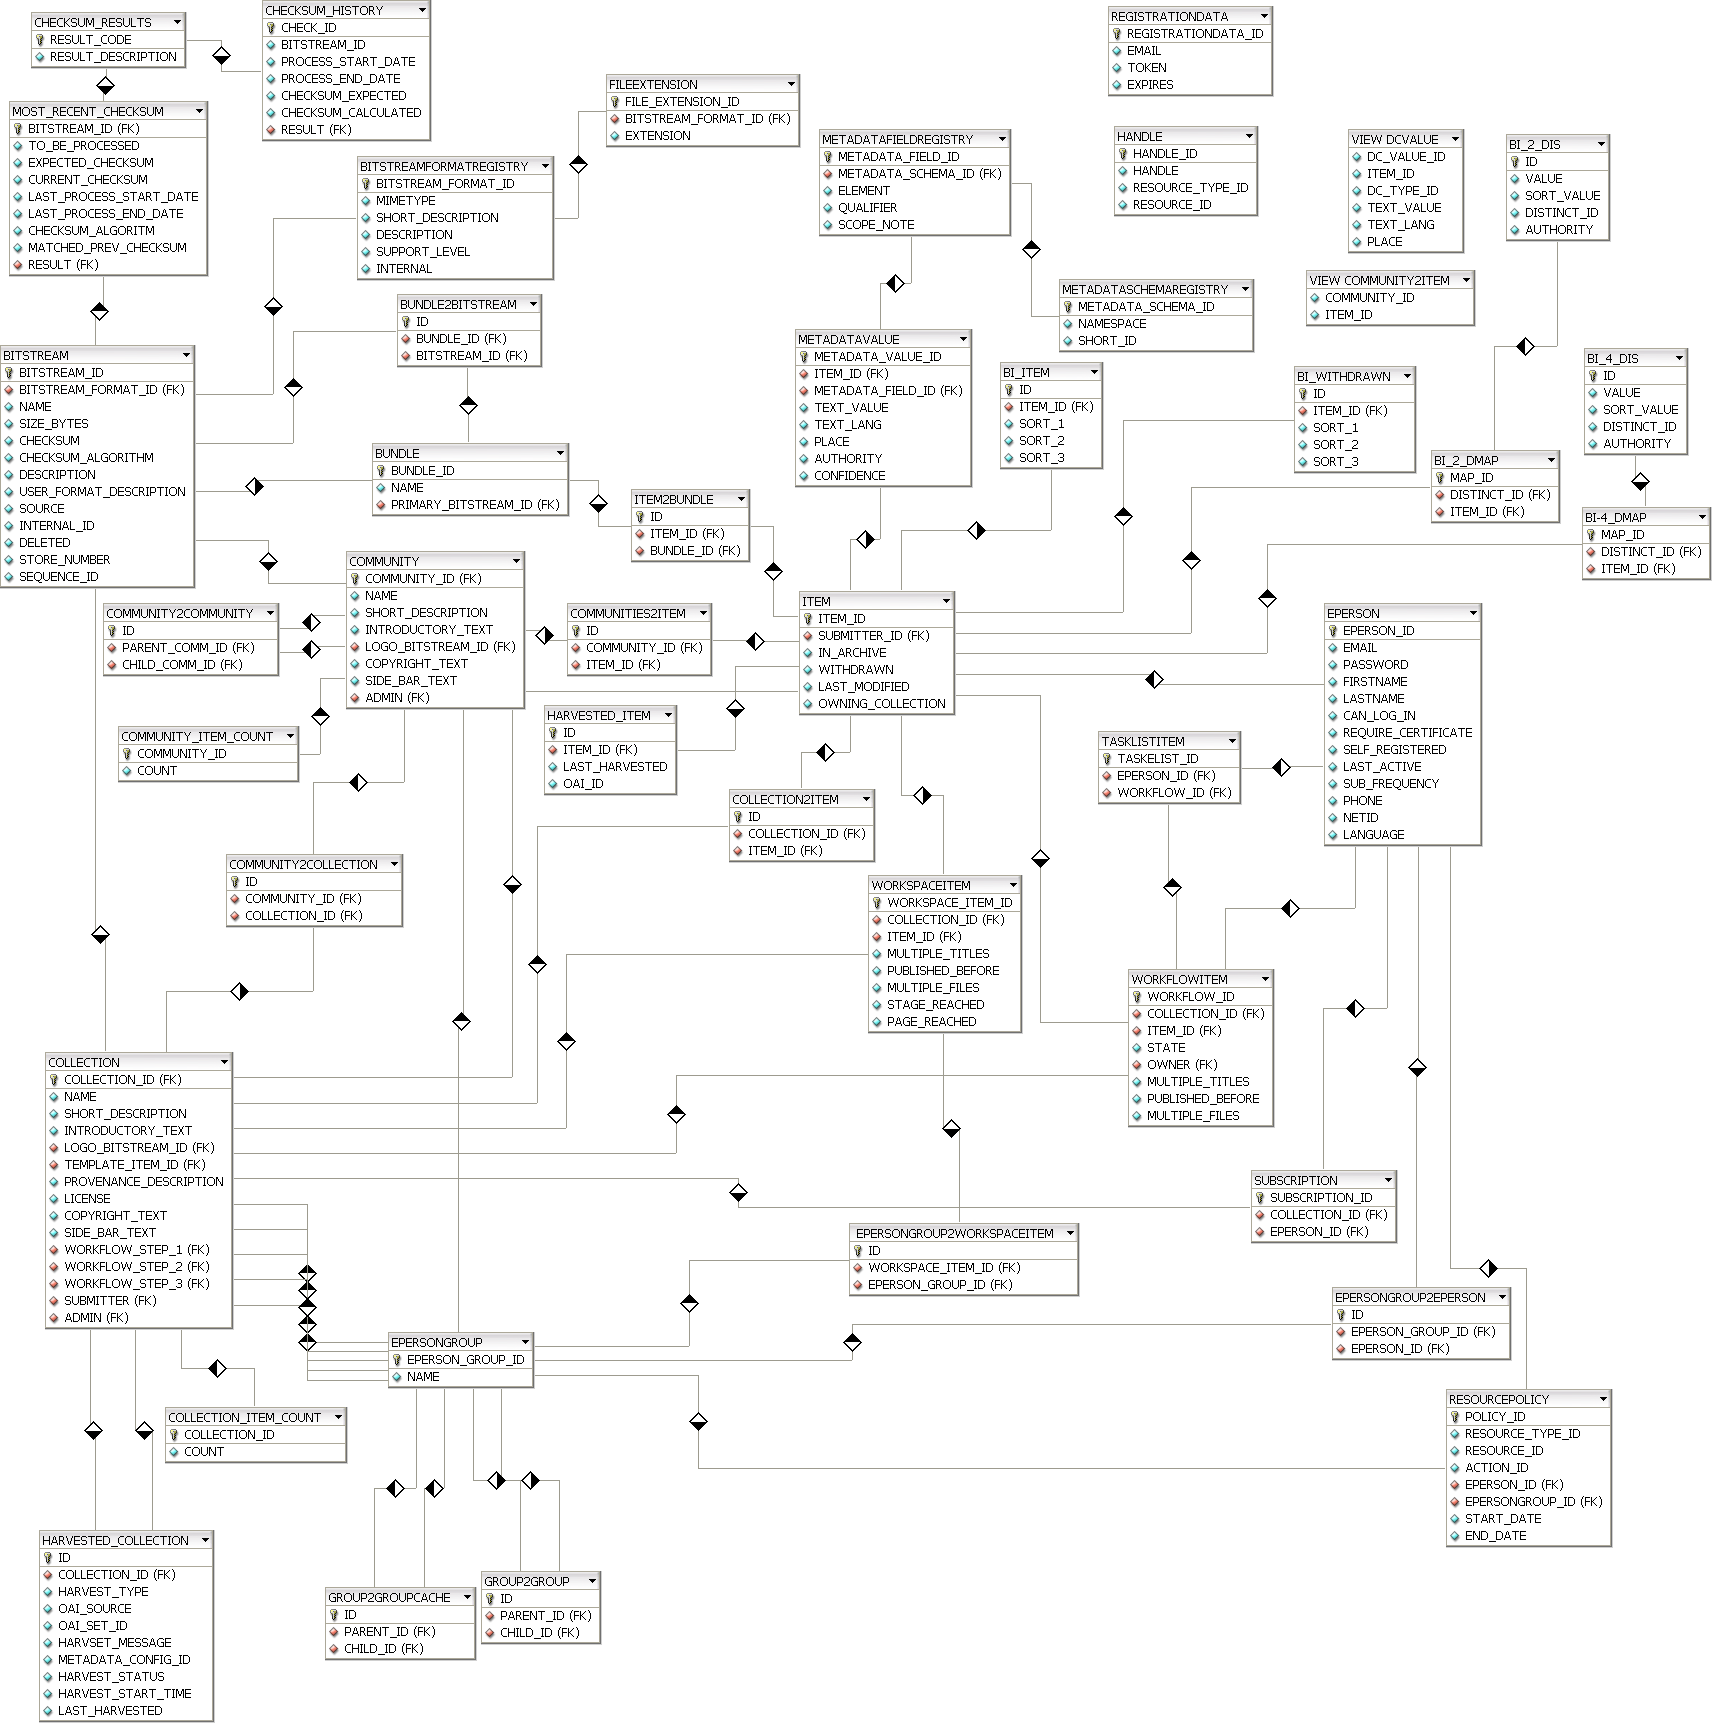 CHECKSUM_RESULTS
RESULT_CODE
RESULT_DESCRIPTION
CHECKSUM_HISTORY
CHECK_ID
BITSTREAM_ID
PROCESS_START_DATE
PROCESS_END_DATE
CHECKSUM_EXPECTED
CHECKSUM_CALCULATED
RESULT (FK)
REGISTRATIONDATA
REGISTRATIONDATA_ID
EMAIL
TOKEN
EXPIRES
MOST_RECENT_CHECKSUM
BITSTREAM_ID (FK)
TO_BE_PROCESSED
EXPECTED_CHECKSUM
CURRENT_CHECKSUM
LAST_PROCESS_START_DATE
LAST_PROCESS_END_DATE
CHECKSUM_ALGORITM
MATCHED_PREV_CHECKSUM
RESULT (FK)
FILEEXTENSION
FILE_EXTENSION_ID
BITSTREAM_FORMAT_ID (FK)
EXTENSION
BITSTREAMFORMATREGISTRY
BITSTREAM_FORMAT_ID
MIMETYPE
SHORT_DESCRIPTION
DESCRIPTION
SUPPORT_LEVEL
INTERNAL
METADATAFIELDREGISTRY
METADATA_FIELD_ID
METADATA_SCHEMA_ID (FK)
ELEMENT
QUALIFIER
SCOPE_NOTE
HANDLE
HANDLE_ID
HANDLE
RESOURCE_TYPE_ID
RESOURCE_ID
VIEW DCVALUE
DC_VALUE_ID
ITEM_ID
DC_TYPE_ID
TEXT_VALUE
TEXT_LANG
PLACE
BI_2_DIS
ID
VALUE
SORT_VALUE
DISTINCT_ID
AUTHORITY
METADATASCHEMAREGISTRY
METADATA_SCHEMA_ID
NAMESPACE
SHORT_ID
VIEW COMMUNITY2ITEM
COMMUNITY_ID
ITEM_ID
BUNDLE2BITSTREAM
ID
BUNDLE_ID (FK)
BITSTREAM_ID (FK)
BITSTREAM
BITSTREAM_ID
BITSTREAM_FORMAT_ID (FK)
NAME
SIZE_BYTES
CHECKSUM
CHECKSUM_ALGORITHM
DESCRIPTION
USER_FORMAT_DESCRIPTION
SOURCE
INTERNAL_ID
DELETED
STORE_NUMBER
SEQUENCE_ID
METADATAVALUE
METADATA_VALUE_ID
ITEM_ID (FK)
METADATA_FIELD_ID (FK)
TEXT_VALUE
TEXT_LANG
PLACE
AUTHORITY
CONFIDENCE
BI_ITEM
ID
ITEM_ID (FK)
SORT_1
SORT_2
SORT_3
BI_WITHDRAWN
ID
ITEM_ID (FK)
SORT_1
SORT_2
SORT_3
BI_4_DIS
ID
VALUE
SORT_VALUE
DISTINCT_ID
AUTHORITY
BUNDLE
BUNDLE_ID
NAME
PRIMARY_BITSTREAM_ID (FK)
ITEM2BUNDLE
ID
ITEM_ID (FK)
BUNDLE_ID (FK)
BI_2_DMAP
MAP_ID
DISTINCT_ID (FK)
ITEM_ID (FK)
BI-4_DMAP
MAP_ID
DISTINCT_ID (FK)
ITEM_ID (FK)
COMMUNITY
COMMUNITY_ID (FK)
NAME
SHORT_DESCRIPTION
INTRODUCTORY_TEXT
LOGO_BITSTREAM_ID (FK)
COPYRIGHT_TEXT
SIDE_BAR_TEXT
ADMIN (FK)
COMMUNITY2COMMUNITY
ID
PARENT_COMM_ID (FK)
CHILD_COMM_ID (FK)
COMMUNITIES2ITEM
ID
COMMUNITY_ID (FK)
ITEM_ID (FK)
ITEM
ITEM_ID
SUBMITTER_ID (FK)
IN_ARCHIVE
WITHDRAWN
LAST_MODIFIED
OWNING_COLLECTION
EPERSON
EPERSON_ID
EMAIL
PASSWORD
FIRSTNAME
LASTNAME
CAN_LOG_IN
REQUIRE_CERTIFICATE
SELF_REGISTERED
LAST_ACTIVE
SUB_FREQUENCY
PHONE
NETID
LANGUAGE
COMMUNITY_ITEM_COUNT
COMMUNITY_ID
COUNT
HARVESTED_ITEM
ID
ITEM_ID (FK)
LAST_HARVESTED
OAI_ID
TASKLISTITEM
TASKELIST_ID
EPERSON_ID (FK)
WORKFLOW_ID (FK)
COLLECTION2ITEM
ID
COLLECTION_ID (FK)
ITEM_ID (FK)
COMMUNITY2COLLECTION
ID
COMMUNITY_ID (FK)
COLLECTION_ID (FK)
WORKSPACEITEM
WORKSPACE_ITEM_ID
COLLECTION_ID (FK)
ITEM_ID (FK)
MULTIPLE_TITLES
PUBLISHED_BEFORE
MULTIPLE_FILES
STAGE_REACHED
PAGE_REACHED
WORKFLOWITEM
WORKFLOW_ID
COLLECTION_ID (FK)
ITEM_ID (FK)
STATE
OWNER (FK)
MULTIPLE_TITLES
PUBLISHED_BEFORE
MULTIPLE_FILES
COLLECTION
COLLECTION_ID (FK)
NAME
SHORT_DESCRIPTION
INTRODUCTORY_TEXT
LOGO_BITSTREAM_ID (FK)
TEMPLATE_ITEM_ID (FK)
PROVENANCE_DESCRIPTION
LICENSE
COPYRIGHT_TEXT
SIDE_BAR_TEXT
WORKFLOW_STEP_1 (FK)
WORKFLOW_STEP_2 (FK)
WORKFLOW_STEP_3 (FK)
SUBMITTER (FK)
ADMIN (FK)
SUBSCRIPTION
SUBSCRIPTION_ID
COLLECTION_ID (FK)
EPERSON_ID (FK)
EPERSONGROUP2WORKSPACEITEM
ID
WORKSPACE_ITEM_ID (FK)
EPERSON_GROUP_ID (FK)
EPERSONGROUP2EPERSON
ID
EPERSON_GROUP_ID (FK)
EPERSON_ID (FK)
EPERSONGROUP
EPERSON_GROUP_ID
NAME
RESOURCEPOLICY
POLICY_ID
RESOURCE_TYPE_ID
RESOURCE_ID
ACTION_ID
EPERSON_ID (FK)
EPERSONGROUP_ID (FK)
START_DATE
END_DATE
COLLECTION_ITEM_COUNT
COLLECTION_ID
COUNT
HARVESTED_COLLECTION
ID
COLLECTION_ID (FK)
HARVEST_TYPE
OAI_SOURCE
OAI_SET_ID
HARVSET_MESSAGE
METADATA_CONFIG_ID
HARVEST_STATUS
HARVEST_START_TIME
LAST_HARVESTED
GROUP2GROUPCACHE
ID
PARENT_ID (FK)
CHILD_ID (FK)
GROUP2GROUP
ID
PARENT_ID (FK)
CHILD_ID (FK)